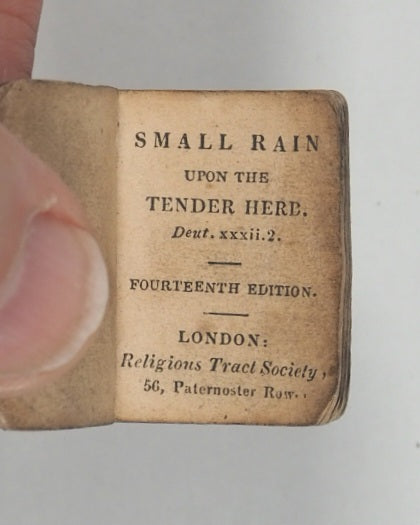 SMALL RAIN
UPON THE
TENDER HERB.
Deut. xxxii. 2.
FOURTEENTH EDITION.
LONDON:
Religious Tract Society,
56, Paternoster Row.